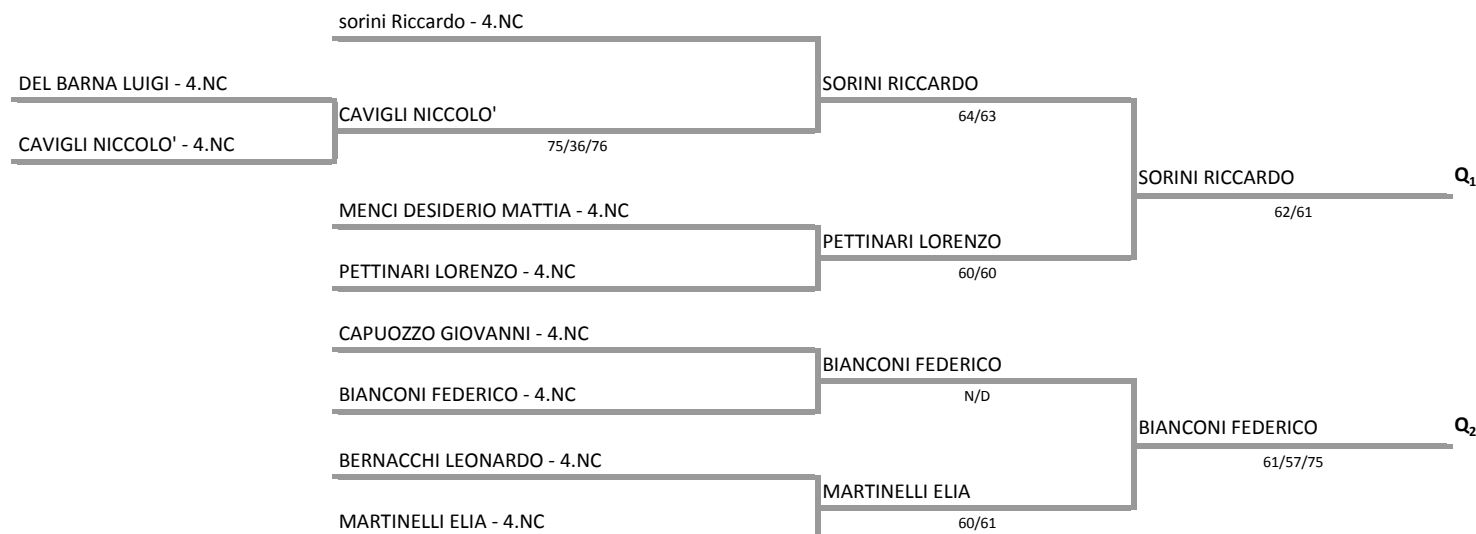 sorini Riccardo - 4.NC
DEL BARNA LUIGI - 4.NC
SORINI RICCARDO
CAVIGLI NICCOLO'
64/63
CAVIGLI NICCOLO' - 4.NC
75/36/76
SORINI RICCARDO
Q1
62/61
MENCI DESIDERIO MATTIA - 4.NC
PETTINARI LORENZO
PETTINARI LORENZO - 4.NC
60/60
CAPUOZZO GIOVANNI - 4.NC
BIANCONI FEDERICO
BIANCONI FEDERICO - 4.NC
N/D
BIANCONI FEDERICO
Q2
61/57/75
BERNACCHI LEONARDO - 4.NC
MARTINELLI ELIA
MARTINELLI ELIA - 4.NC
60/61